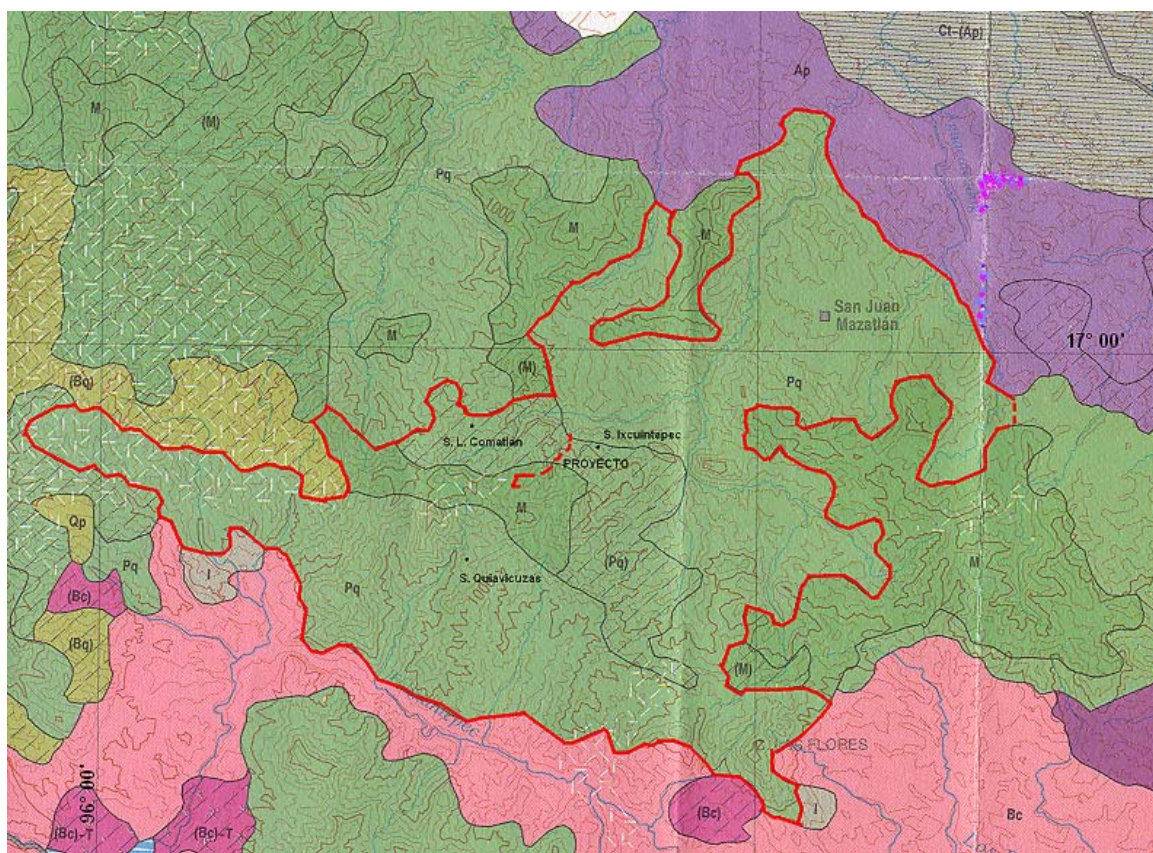 Ct-(Ap)
Ap
M
(M)
Pq
1000
M
M
San Juan
Mazatlán
M
17° 00'
(M)
(Bq)
Pq
S. L. Comatlán
S. Ixcuintepec
PROYECTO
M
Qp
(Pq)
M
Pq
I
S. Quiavicuzas
Pq
(Bc)
(Bq)
(M)
FLORES
96° 00'
I
(Bc)
Bc
(Bc)-T
(Bc)-T